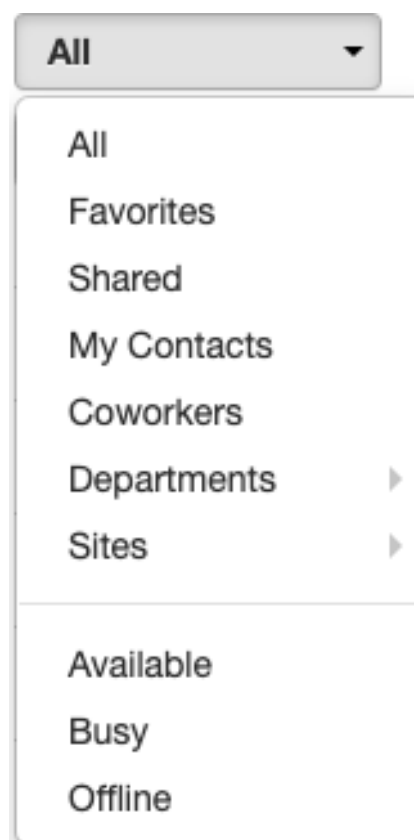 All
All
Favorites
Shared
My Contacts
Coworkers
Departments
Sites
Available
Busy
Offline